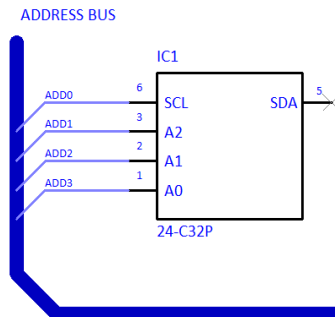 ADDRESS BUS
IC1
ADD0 6 SCL SDA 5
ADD1 3 A2
ADD2 2 A1
ADD3 1 A0
24-C32P